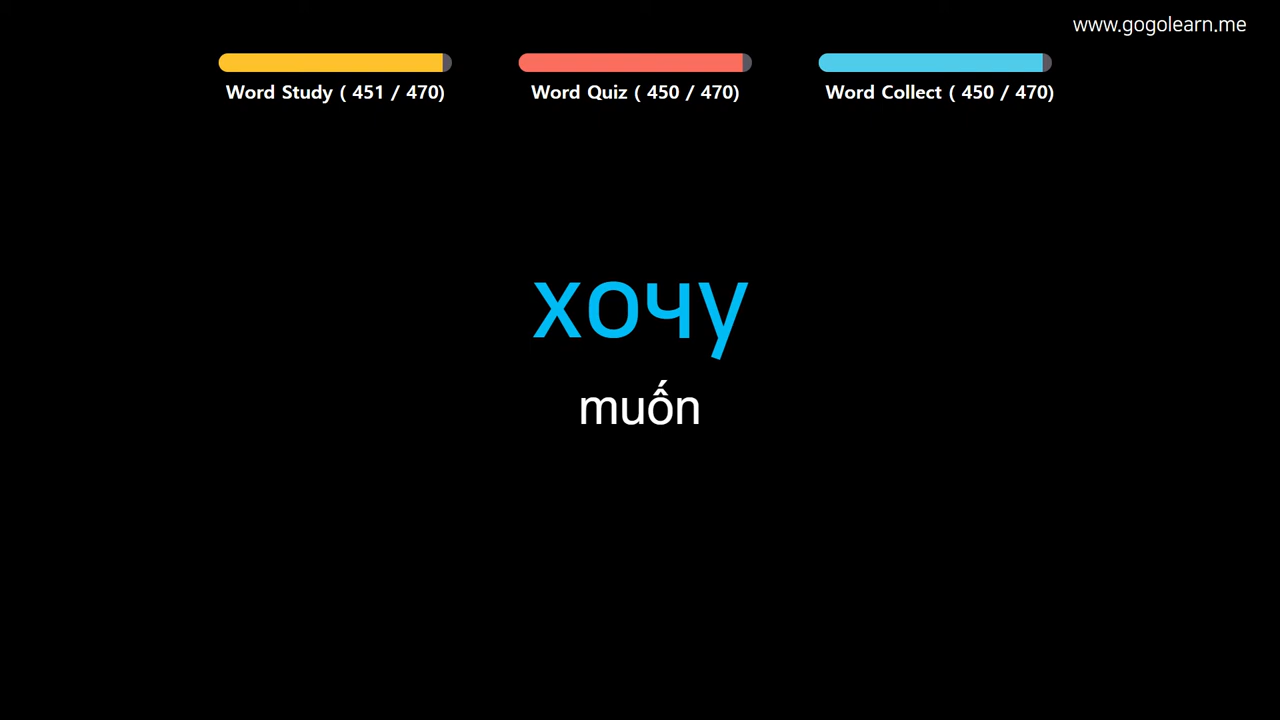 www.gogolearn.me
Word Study ( 451 / 470)
Word Quiz ( 450 / 470)
Word Collect ( 450 / 470)
хочу
muốn